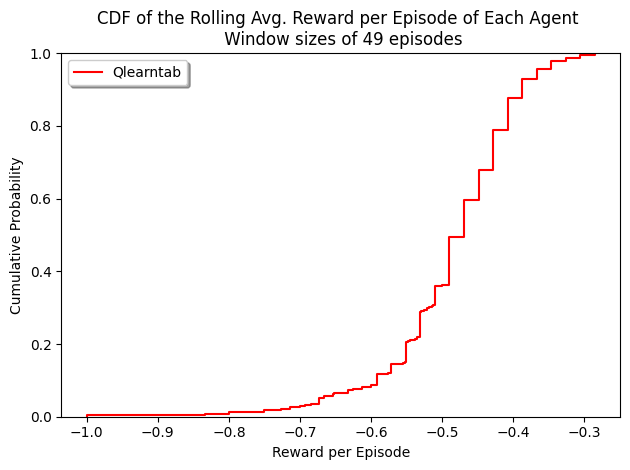 CDF of the Rolling Avg. Reward per Episode of Each Agent
Window sizes of 49 episodes
Qlearntab
Cumulative Probability
1.0
0.8
0.6
0.4
0.2
0.0
−1.0 −0.9 −0.8 −0.7 −0.6 −0.5 −0.4 −0.3
Reward per Episode